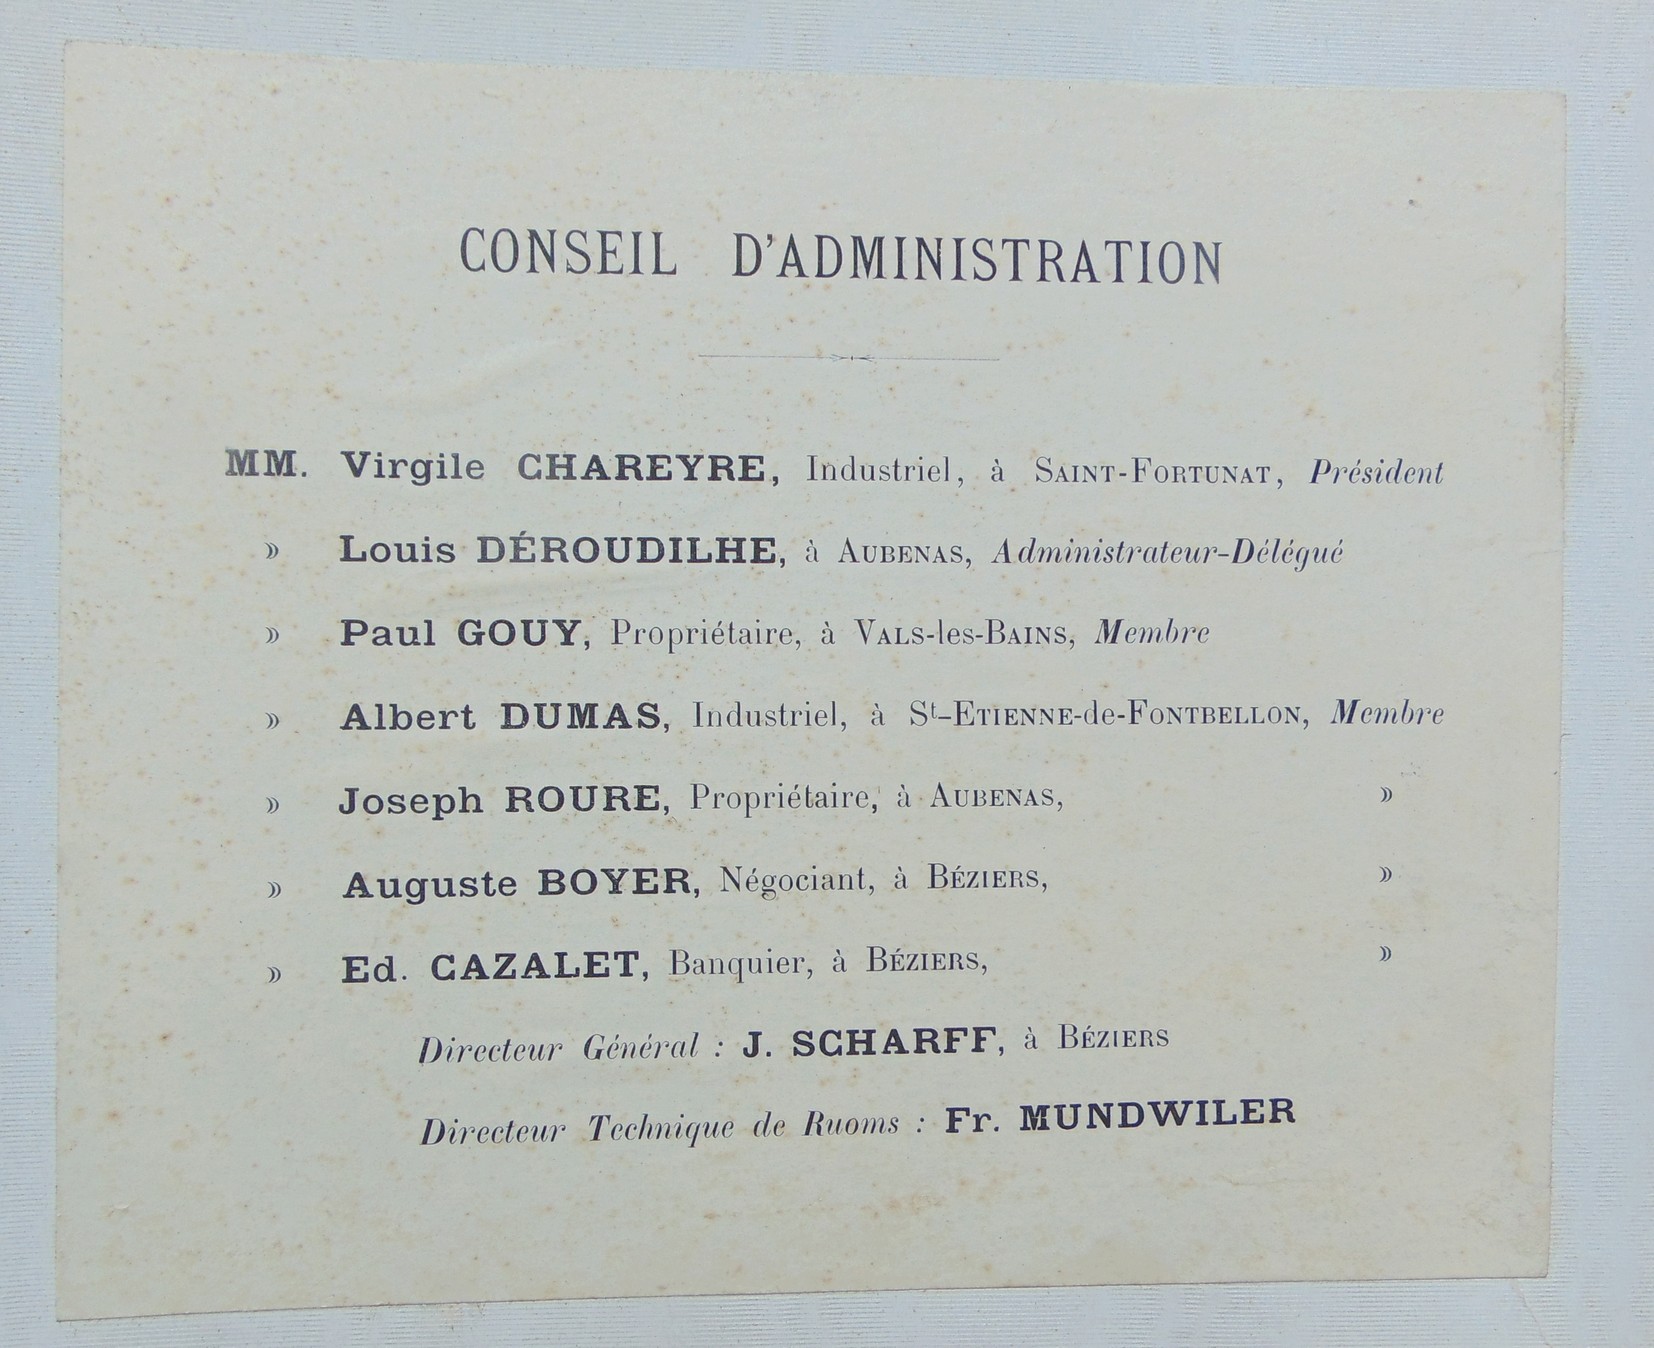 CONSEIL D'ADMINISTRATION
MM. Virgile CHAREYRE, Industriel, à SAINT-FORTUNAT, Président
» Louis DÉROUDILHE, à AUBENAS, Administrateur-Délégué
» Paul GOUY, Propriétaire, à VALS-les-BAINS, Membre
» Albert DUMAS, Industriel, à St-ETIENNE-de-FONTBELLON, Membre
» Joseph ROURE, Propriétaire, à AUBENAS, »
» Auguste BOYER, Négociant, à BÉZIERS, »
» Ed. CAZALET, Banquier, à BÉZIERS, »
Directeur Général : J. SCHARFF, à BÉZIERS
Directeur Technique de Ruoms : Fr. MUNDWILER